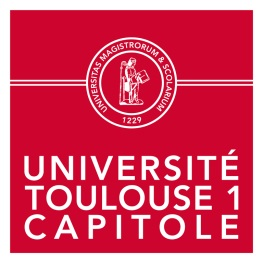 UNIVERSITAS MAGISTRORUM & SCOLARIUM
1229
UNIVERSITÉ
TOULOUSE 1
CAPITOLE